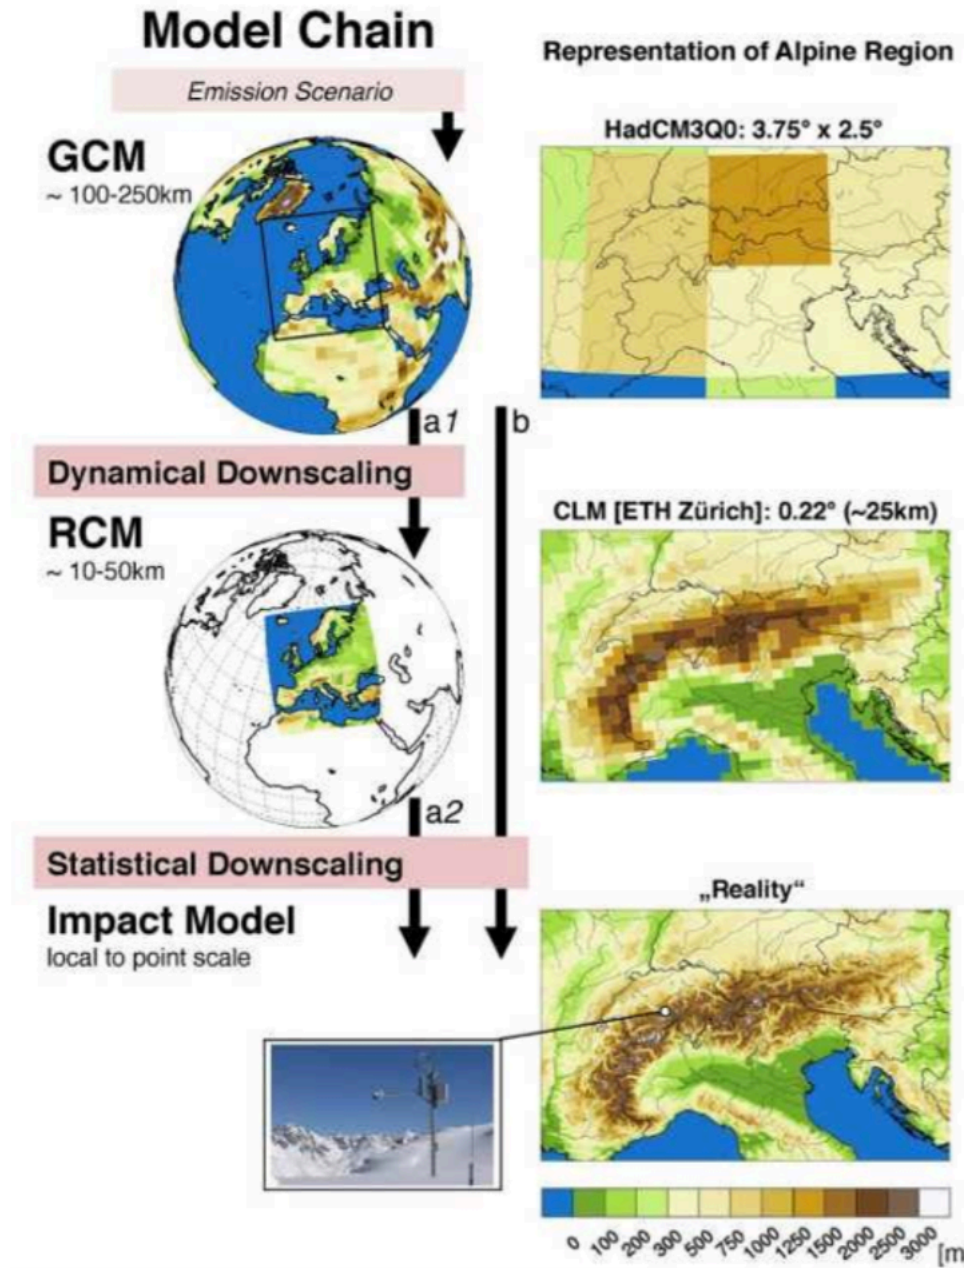 Model Chain
Emission Scenario
GCM
~ 100-250km
a1
b
Dynamical Downscaling
RCM
~ 10-50km
a2
Statistical Downscaling
Impact Model
local to point scale
Representation of Alpine Region
HadCM3Q0: 3.75° x 2.5°
CLM [ETH Zürich]: 0.22° (~25km)
„Reality“
0 100 200 300 500 750 1000 1250 1500 2000 2500 3000 [m